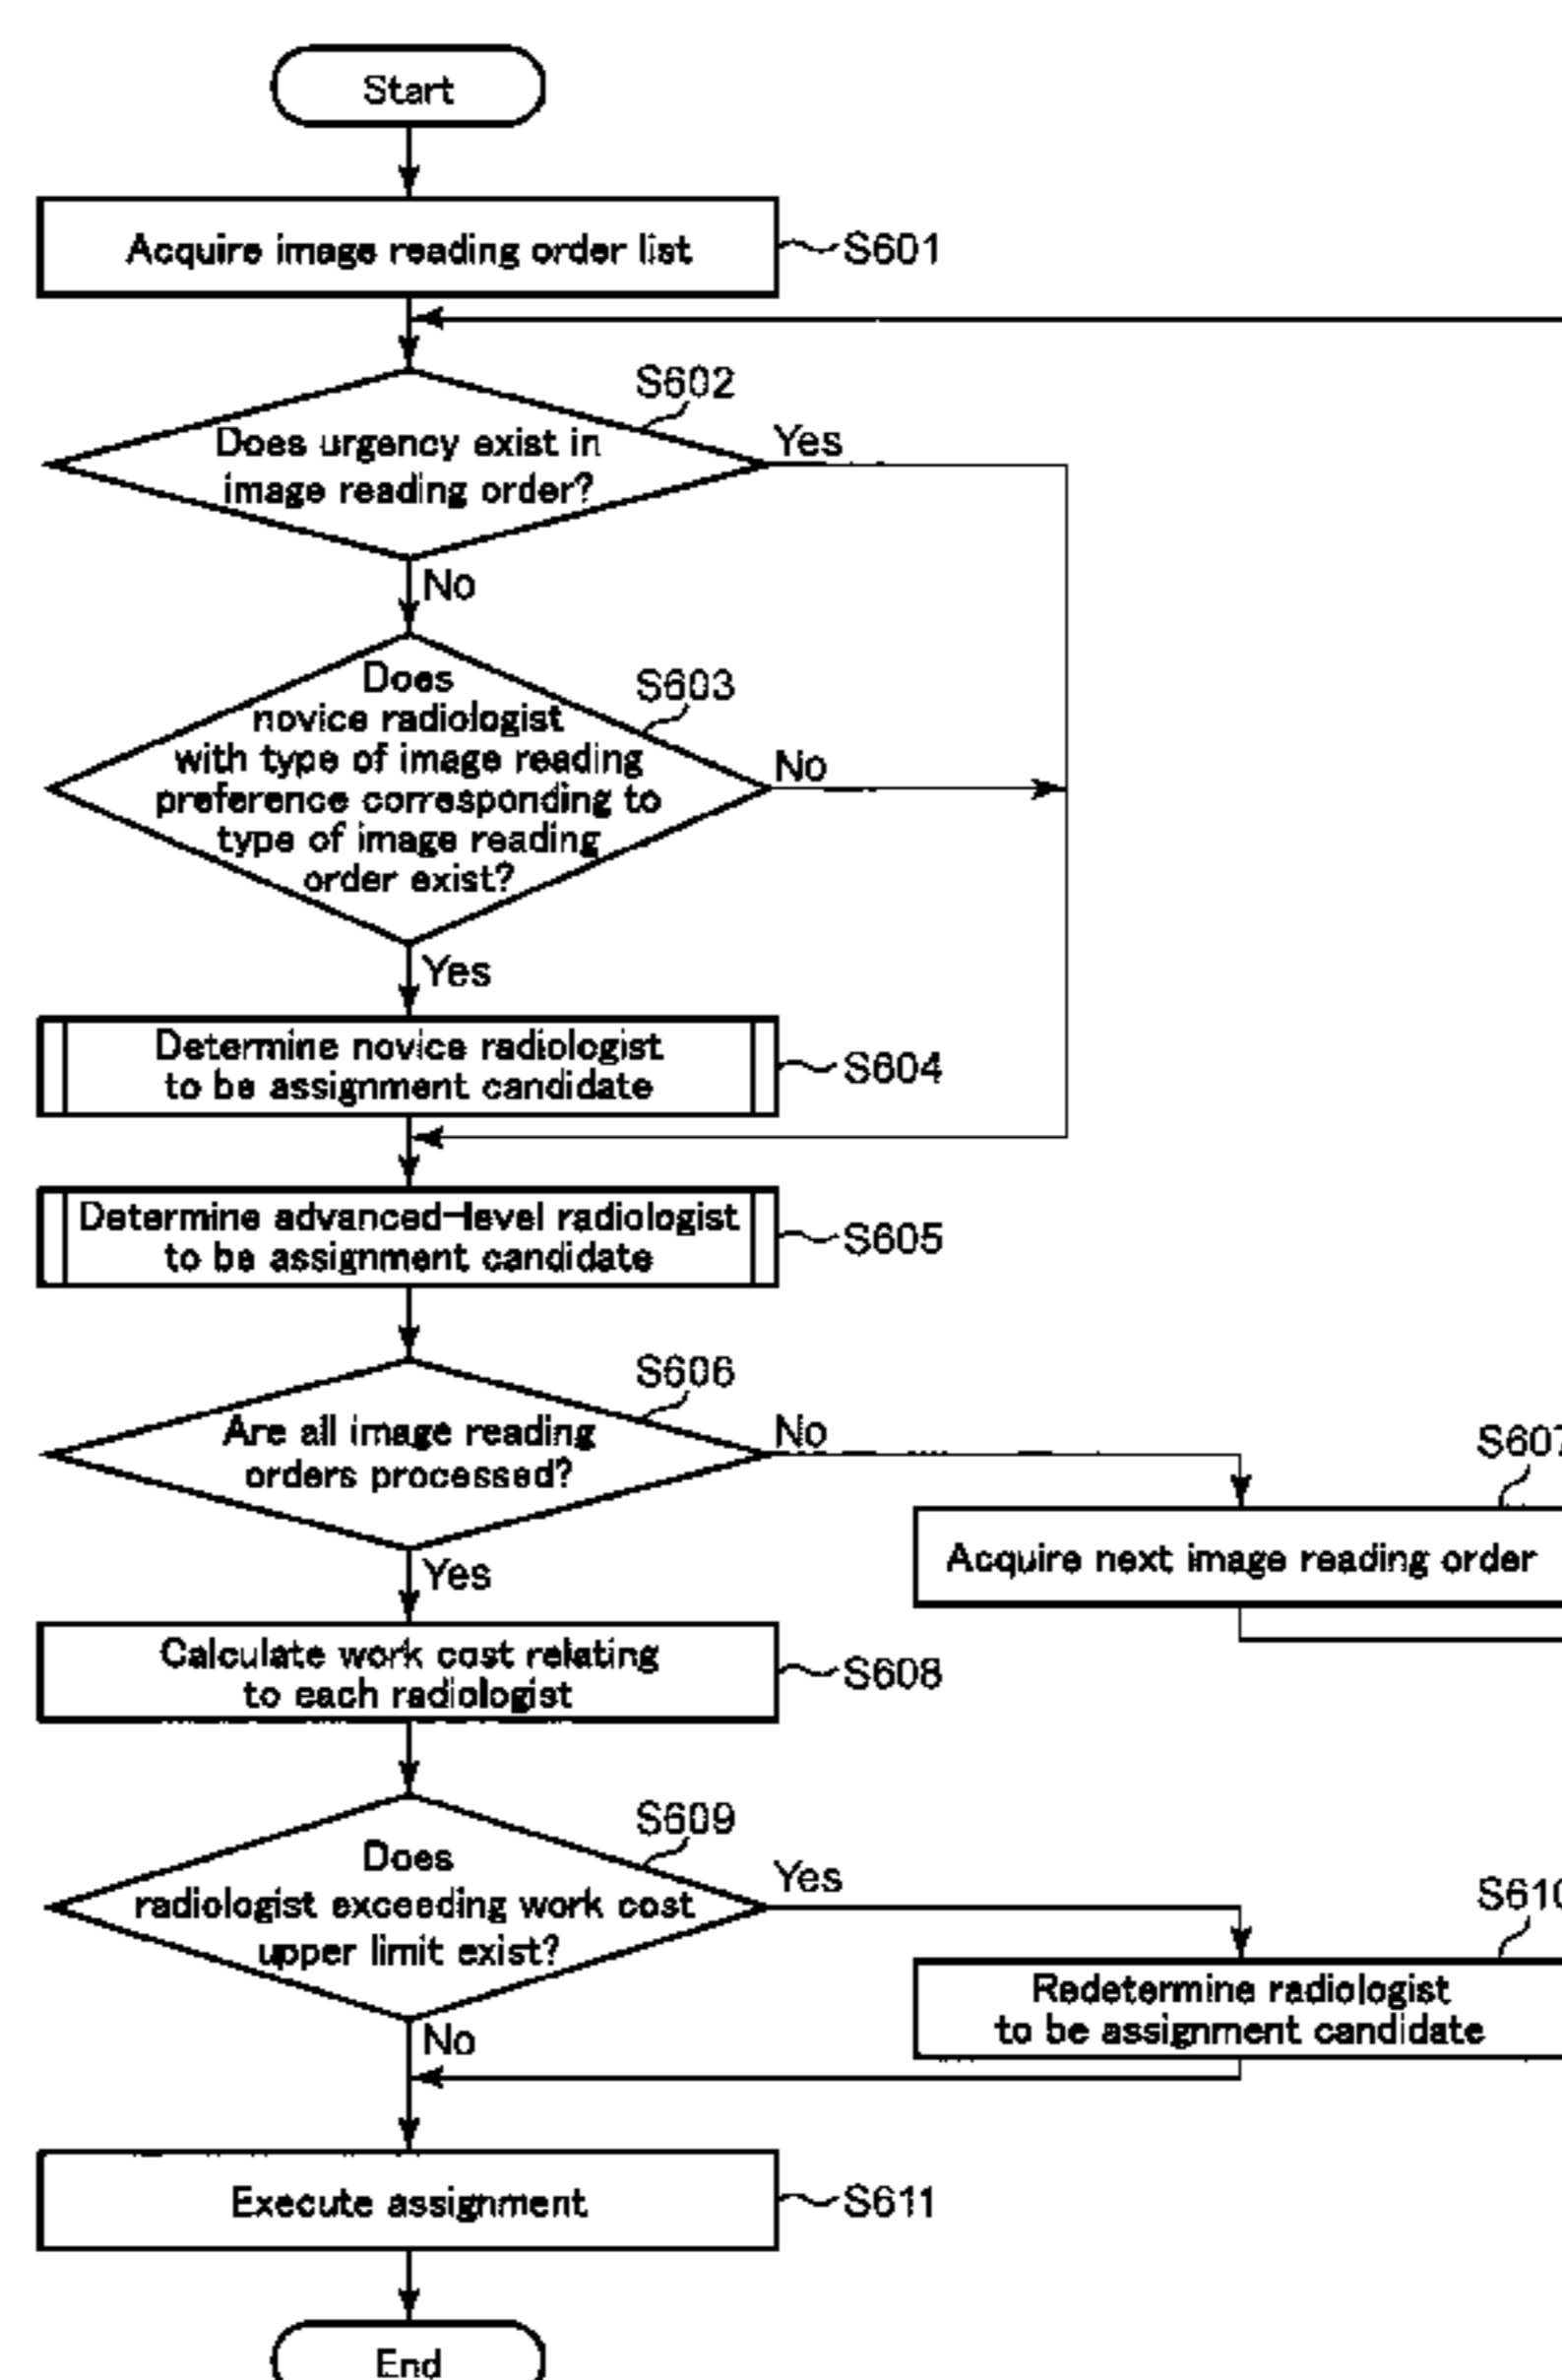 Start
Acquire image reading order list
S601
S602
Does urgency exist in
image reading order?
Yes
No
Does
novice radiologist
with type of image reading
preference corresponding to
type of image reading
order exist?
S603
No
Yes
Determine novice radiologist
to be assignment candidate
S604
Determine advanced-level radiologist
to be assignment candidate
S605
S606
Are all image reading
orders processed?
No
S607
Acquire next image reading order
Yes
Calculate work cost relating
to each radiologist
S608
S609
Does
radiologist exceeding work cost
upper limit exist?
Yes
S610
Redetermine radiologist
to be assignment candidate
No
Execute assignment
S611
End